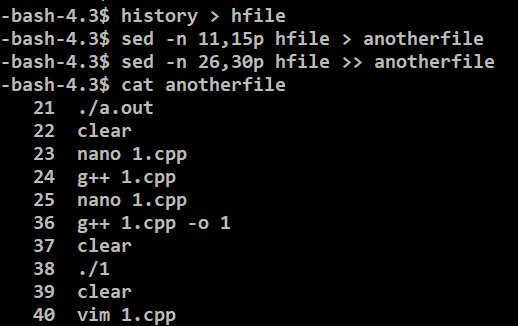 -bash-4.3$ history > hfile
-bash-4.3$ sed -n 11,15p hfile > anotherfile
-bash-4.3$ sed -n 26,30p hfile >> anotherfile
-bash-4.3$ cat anotherfile
   21  ./a.out
   22  clear
   23  nano 1.cpp
   24  g++ 1.cpp
   25  nano 1.cpp
   36  g++ 1.cpp -o 1
   37  clear
   38  ./1
   39  clear
   40  vim 1.cpp